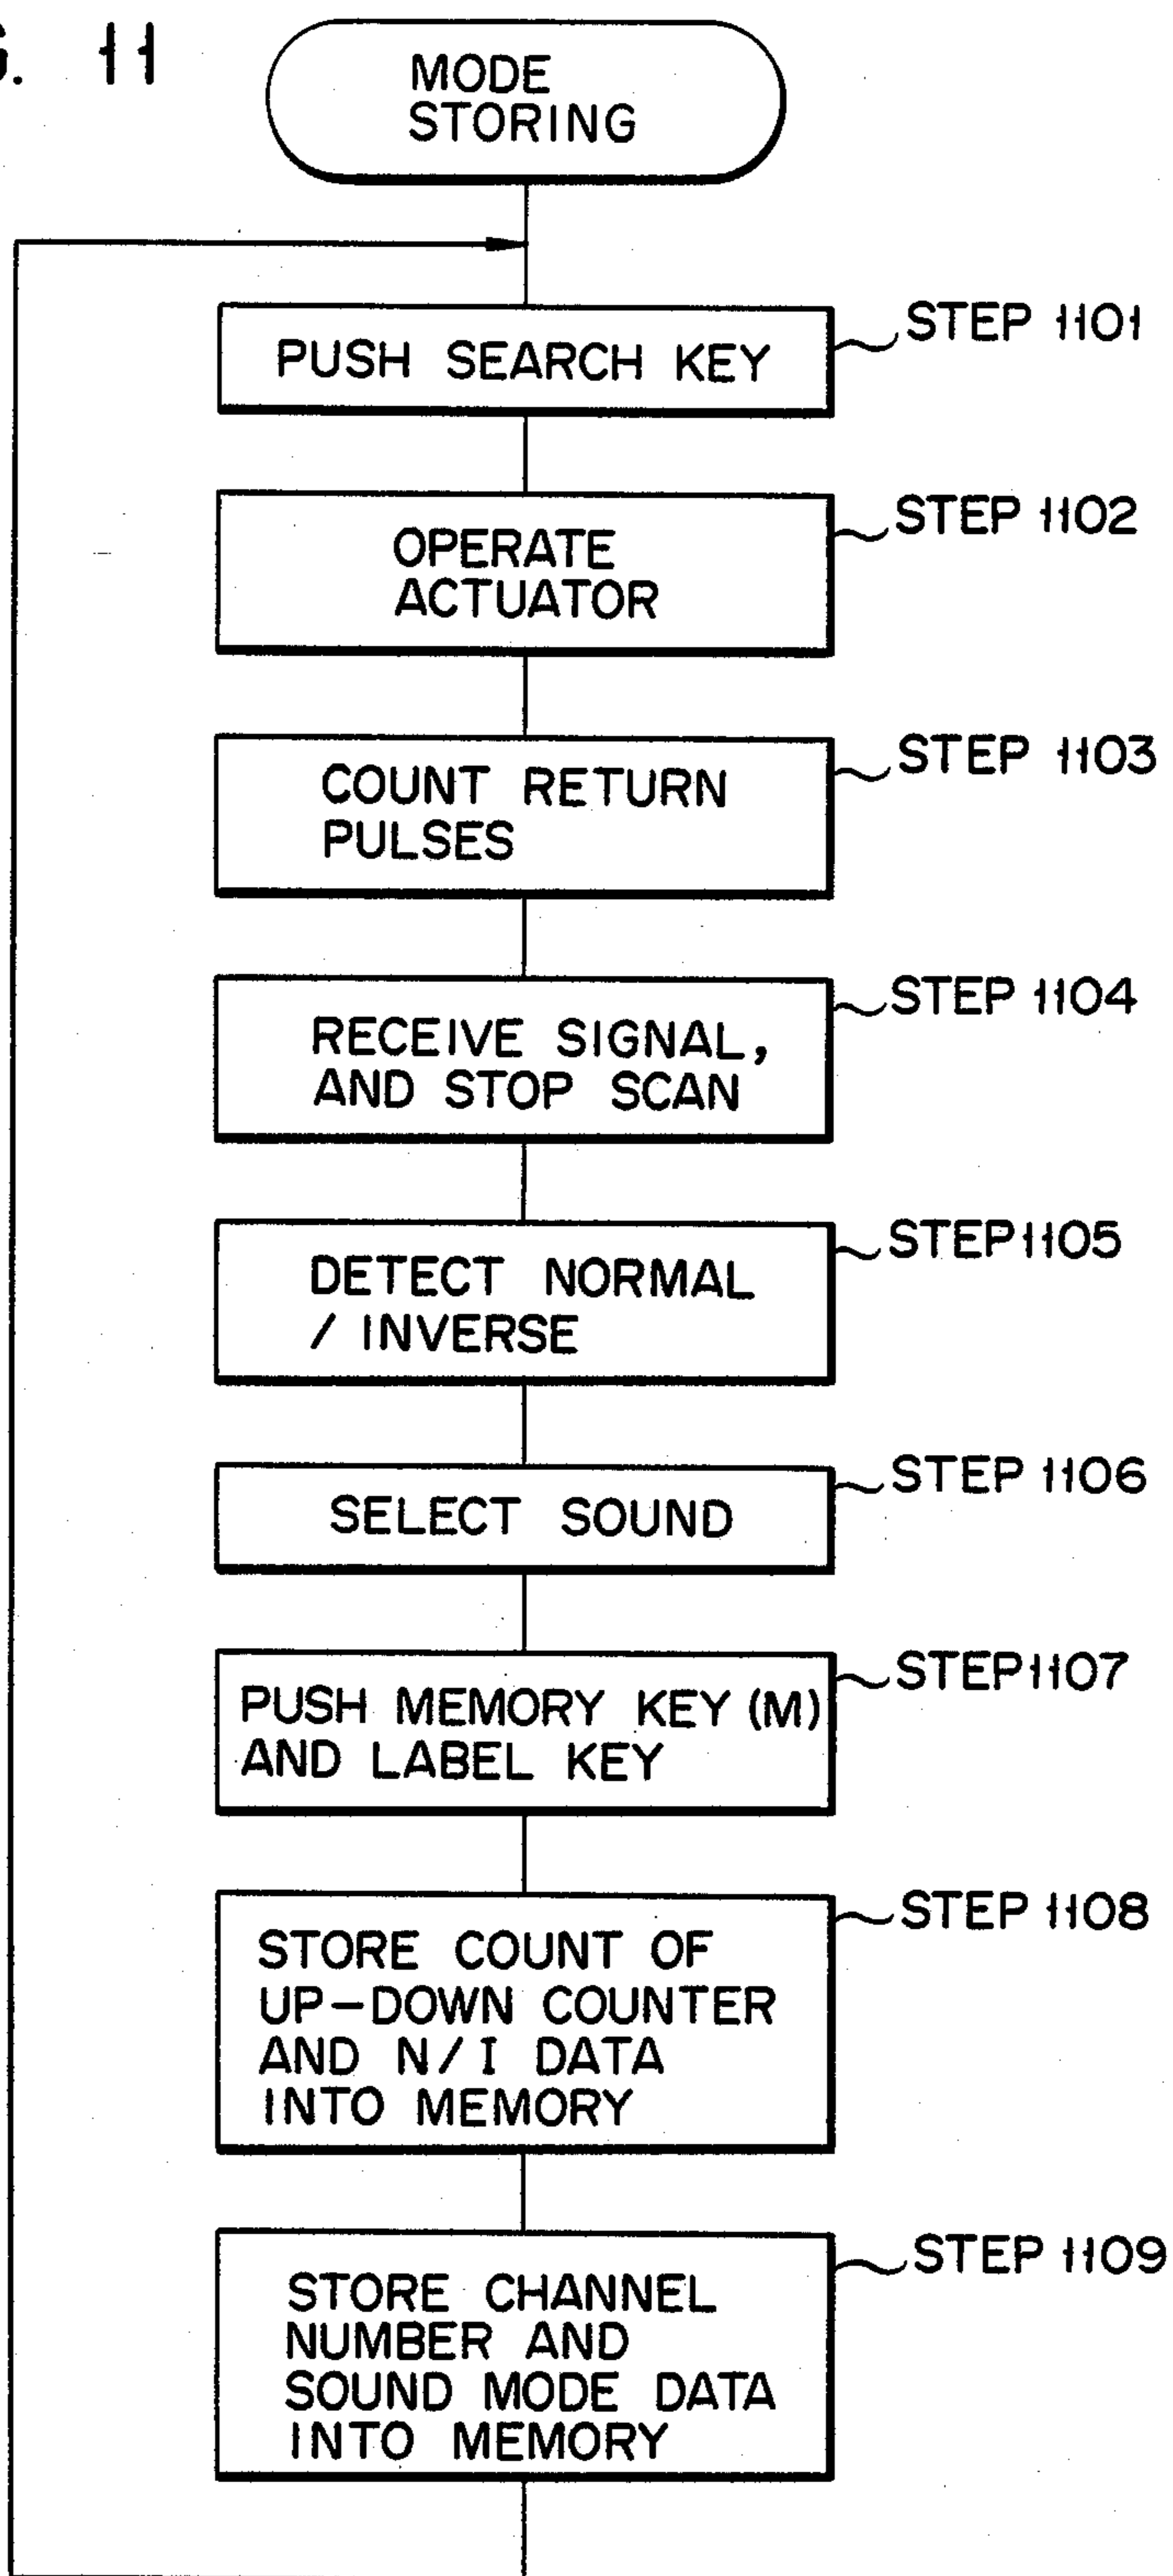 G. 11
MODE
STORING
PUSH SEARCH KEY
STEP 1101
OPERATE
ACTUATOR
STEP 1102
COUNT RETURN
PULSES
STEP 1103
RECEIVE SIGNAL,
AND STOP SCAN
STEP 1104
DETECT NORMAL
/ INVERSE
STEP 1105
SELECT SOUND
STEP 1106
PUSH MEMORY KEY (M)
AND LABEL KEY
STEP 1107
STORE COUNT OF
UP-DOWN COUNTER
AND N/I DATA
INTO MEMORY
STEP 1108
STORE CHANNEL
NUMBER AND
SOUND MODE DATA
INTO MEMORY
STEP 1109